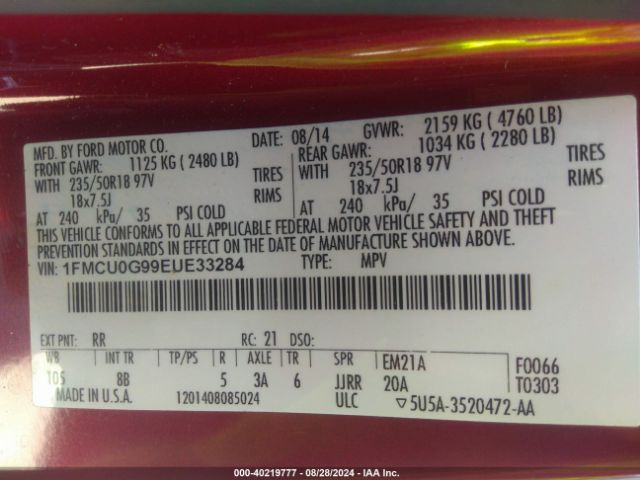 MFD. BY FORD MOTOR CO. DATE: 08/14 GVWR: 2159 KG ( 4760 LB)
FRONT GAWR: 1125 KG ( 2480 LB) REAR GAWR: 1034 KG ( 2280 LB)
WITH 235/50R18 97V TIRES WITH 235/50R18 97V TIRES
18x7.5J RIMS 18x7.5J RIMS
AT 240 kPa/ 35 PSI COLD AT 240 kPa/ 35 PSI COLD
THIS VEHICLE CONFORMS TO ALL APPLICABLE FEDERAL MOTOR VEHICLE SAFETY AND THEFT
PREVENTION STANDARDS IN EFFECT ON THE DATE OF MANUFACTURE SHOWN ABOVE.
VIN: 1FMCU0G99EUE33284 TYPE: MPV
EXT PNT: RR RC: 21 DSO:
WB INT TR TP/PS R AXLE TR SPR EM21A F0066
105 8B 5 3A 6 JJRR 20A T0303
MADE IN U.S.A. 1201408085024 ULC ▽5U5A-3520472-AA
000-40219777 - 08/28/2024 - IAA Inc.